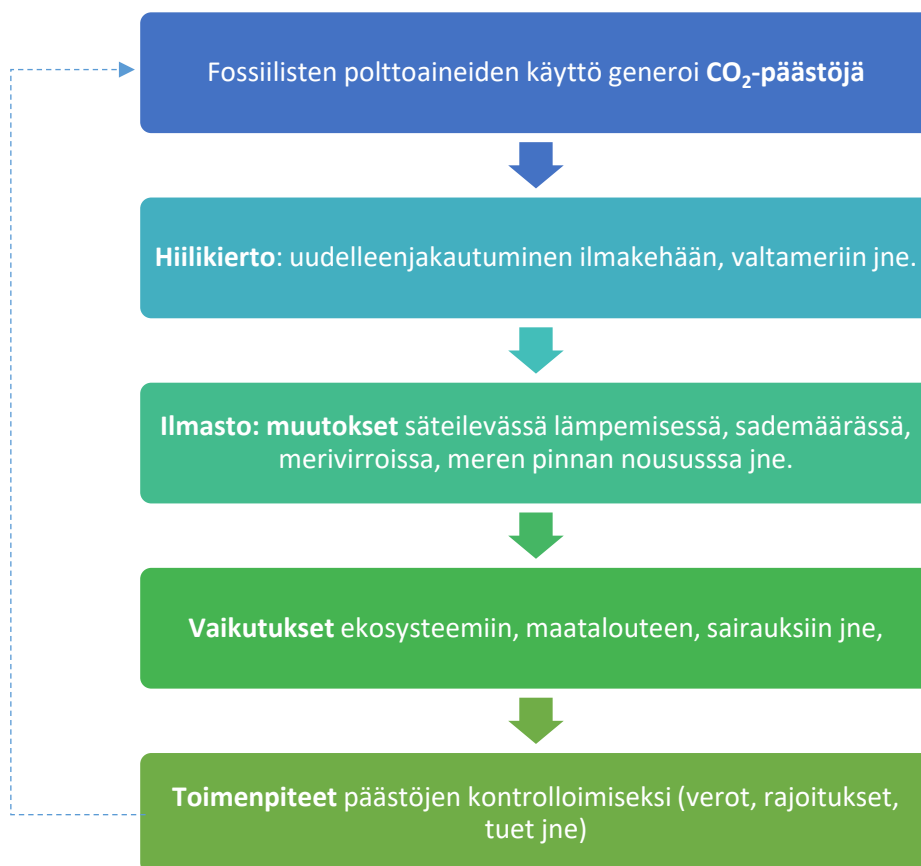 Fossiilisten polttoaineiden käyttö generoi CO₂-päästöjä
Hiilikierto: uudelleenjakautuminen ilmakehään, valtameriin jne.
Ilmasto: muutokset säteilevässä lämpemisessä, sademäärässä,
merivirroissa, meren pinnan noususssa jne.
Vaikutukset ekosysteemiin, maatalouteen, sairauksiin jne,
Toimenpiteet päästöjen kontrolloimiseksi (verot, rajoitukset,
tuet jne)